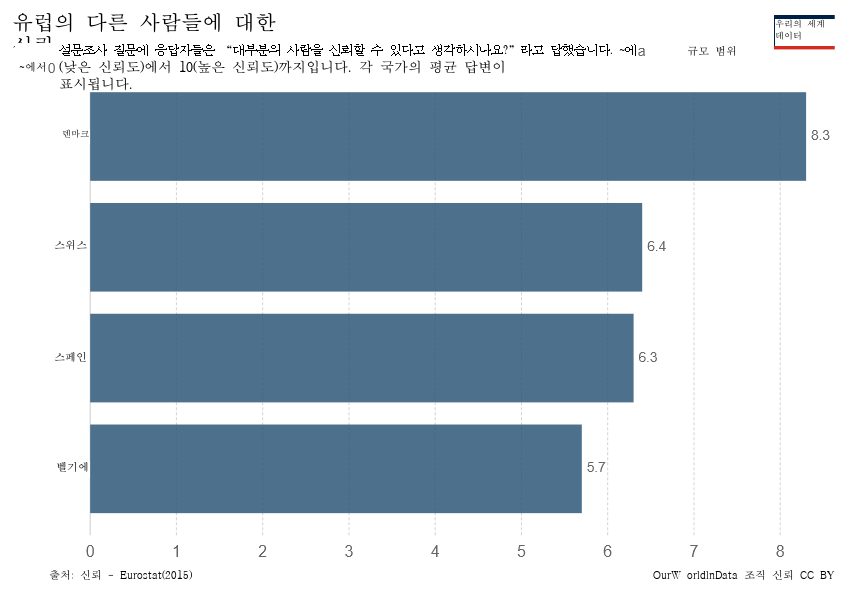 유럽의 다른 사람들에 대한
우리의 세계
데이터
설문조사 질문에 응답자들은 “대부분의 사람을 신뢰할 수 있다고 생각하시나요?” 라고 답했습니다. ~에a 규모 범위
~에서0 (낮은 신뢰도)에서 10(높은 신뢰도)까지입니다. 각 국가의 평균 답변이
표시됩니다.
덴마크 8.3
스위스 6.4
스페인 6.3
벨기에 5.7
0 1 2 3 4 5 6 7 8
출처: 신뢰 - Eurostat(2015) OurW orldInData 조직 신뢰 CC BY